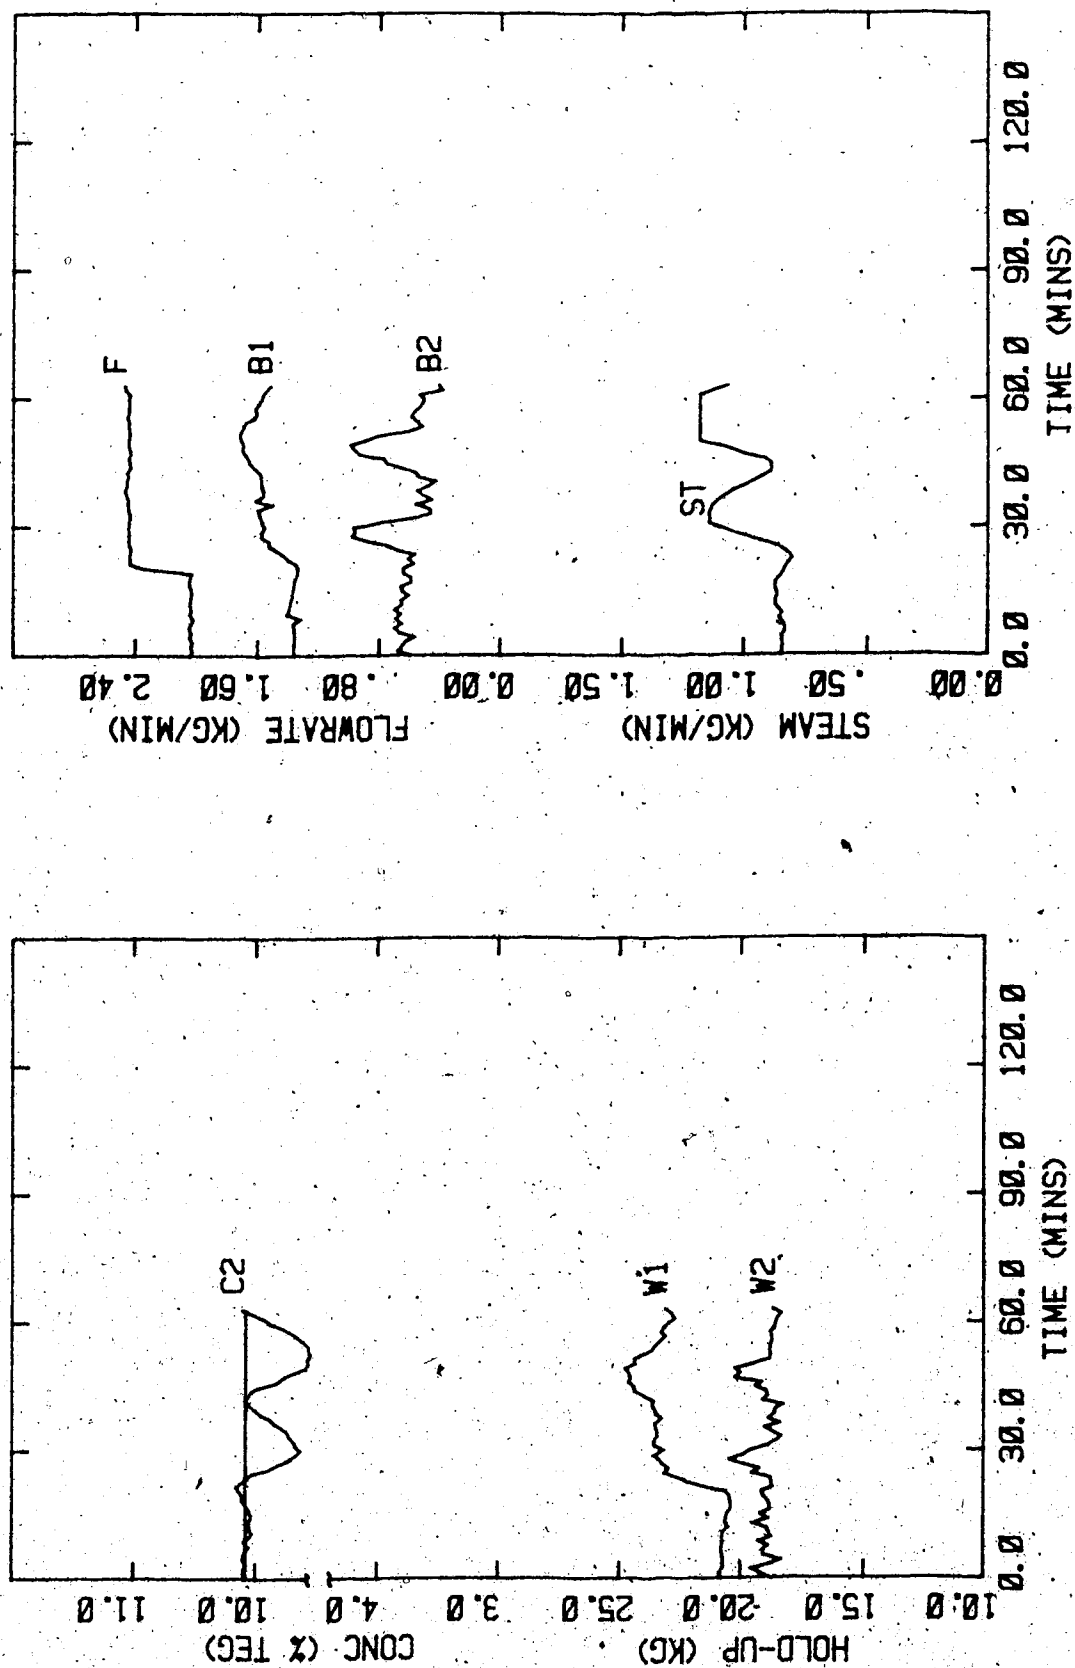 CONC (% TEG)
11.0
10.0
4.0
3.0
C2
HOLD-UP (KG)
25.0
20.0
15.0
10.0
W1
W2
0.0 30.0 60.0 90.0 120.0
TIME (MINS)
FLOWRATE (KG/MIN)
2.40
1.60
.80
0.00
F
B1
B2
STEAM (KG/MIN)
1.50
1.00
.50
0.00
ST
0.0 30.0 60.0 90.0 120.0
TIME (MINS)